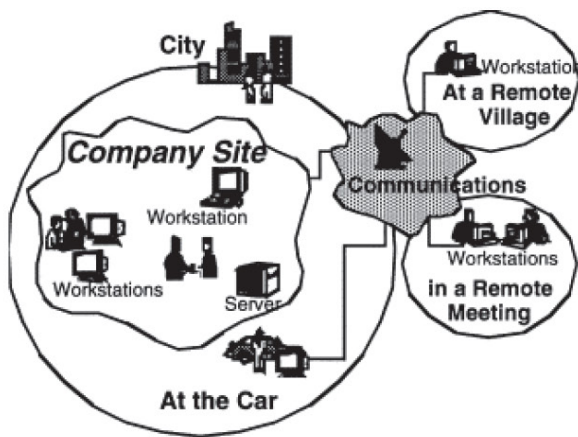 City
Workstation
At a Remote
Village
Company Site
Communications
Workstation
Workstations
Server
Workstations
in a Remote
Meeting
At the Car